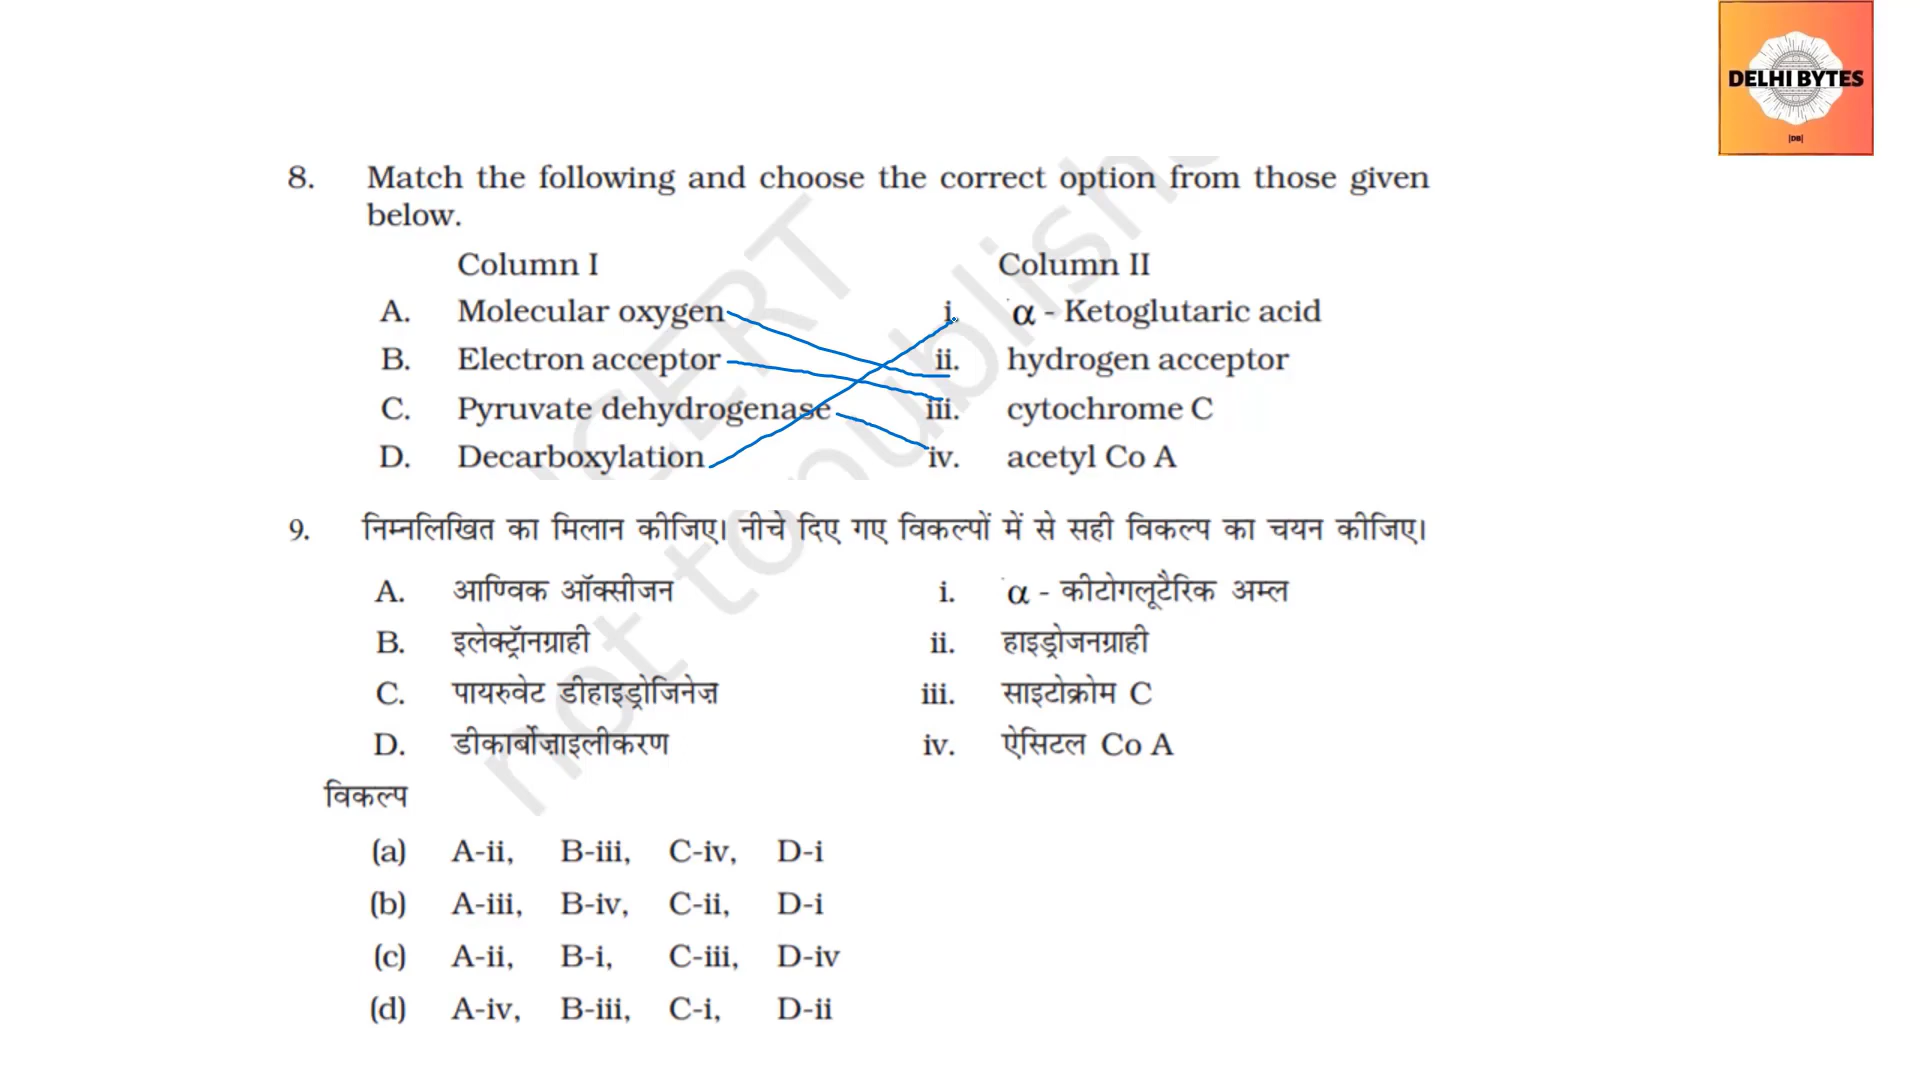 DELHI BYTES
|DB|
8. Match the following and choose the correct option from those given
below.
Column I Column II
A. Molecular oxygen i. α - Ketoglutaric acid
B. Electron acceptor ii. hydrogen acceptor
C. Pyruvate dehydrogenase iii. cytochrome C
D. Decarboxylation iv. acetyl Co A
9. निम्नलिखित का मिलान कीजिए। नीचे दिए गए विकल्पों में से सही विकल्प का चयन कीजिए।
A. आण्विक ऑक्सीजन i. α - कीटोगलूटैरिक अम्ल
B. इलेक्ट्रॉनग्राही ii. हाइड्रोजनग्राही
C. पायरुवेट डीहाइड्रोजिनेज़ iii. साइटोक्रोम C
D. डीकार्बोज़ाइलीकरण iv. ऐसिटल Co A
विकल्प
(a) A-ii, B-iii, C-iv, D-i
(b) A-iii, B-iv, C-ii, D-i
(c) A-ii, B-i, C-iii, D-iv
(d) A-iv, B-iii, C-i, D-ii